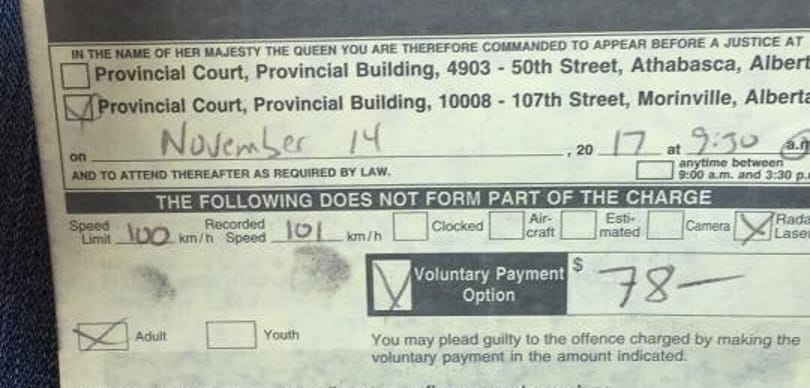 IN THE NAME OF HER MAJESTY THE QUEEN YOU ARE THEREFORE COMMANDED TO APPEAR BEFORE A JUSTICE AT
Provincial Court, Provincial Building, 4903 - 50th Street, Athabasca, Albert
Provincial Court, Provincial Building, 10008 - 107th Street, Morinville, Alberta
on November 14, 20 17 at 9:30 a.m
AND TO ATTEND THEREAFTER AS REQUIRED BY LAW.
anytime between
9:00 a.m. and 3:30 p.
THE FOLLOWING DOES NOT FORM PART OF THE CHARGE
Speed Limit 100 km/h Recorded Speed 101 km/h Clocked Air-craft Esti-mated Camera Rada Laser
Voluntary Payment Option $ 78—
Adult Youth
You may plead guilty to the offence charged by making the
voluntary payment in the amount indicated.